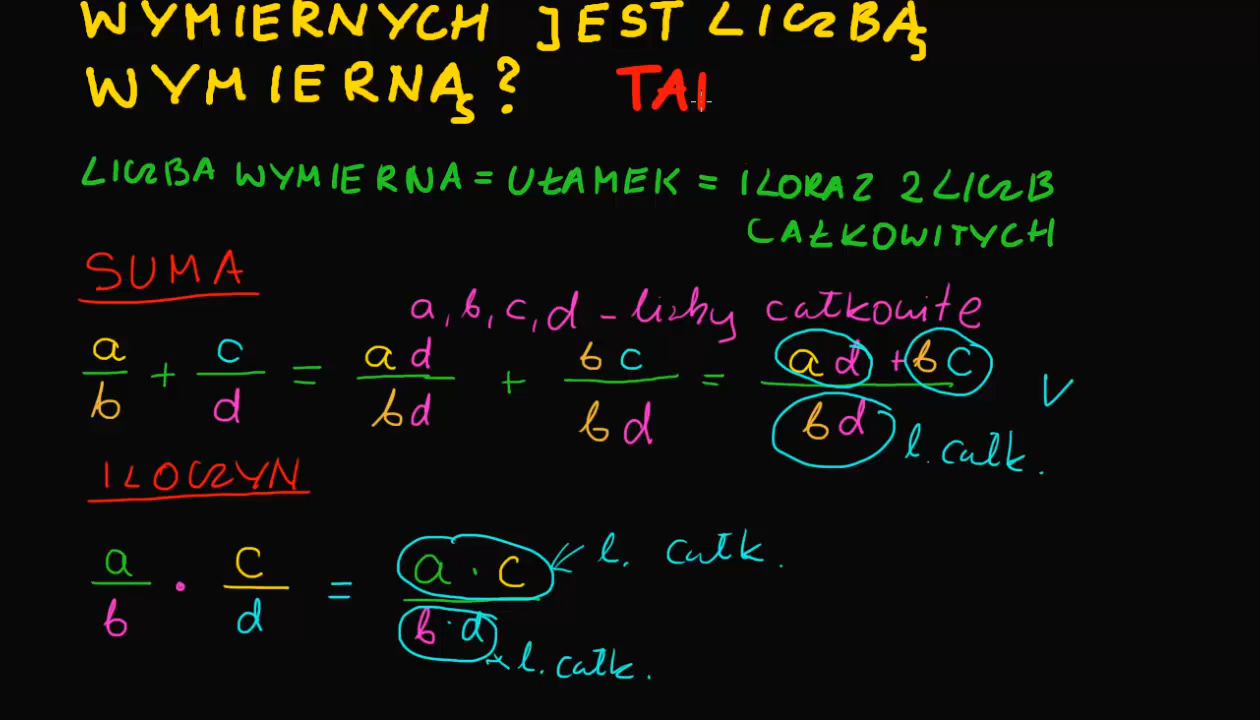 WYMIERNYCH JEST LICZBĄ
WYMIERNĄ? TAI
LICZBA WYMIERNA = UŁAMEK = ILORAZ 2 LICZB
CAŁKOWITYCH
SUMA
a, b, c, d - liczby całkowite
a/b + c/d = ad/bd + bc/bd = ad + bc/bd V
l. całk.
ILOCZYN
a/b · c/d = a · c/b · d
l. całk.
l. całk.